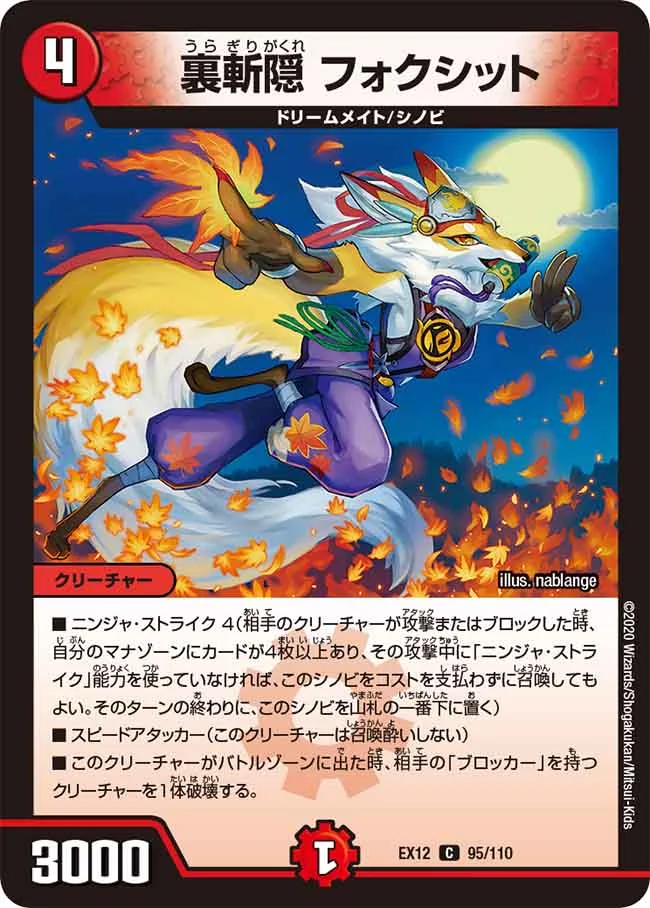 4
うら ぎり がくれ
裏斬隠 フォクシット
ドリームメイト/シノビ
クリーチャー
illus. nablange
■ ニンジャ・ストライク 4(相手のクリーチャーが攻撃またはブロックした時、
自分のマナゾーンにカードが4枚以上あり、その攻撃中に「ニンジャ・ストラ
イク」能力を使っていなければ、このシノビをコストを支払わずに召喚しても
よい。そのターンの終わりに、このシノビを山札の一番下に置く)
■ スピードアタッカー(このクリーチャーは召喚酔いしない)
■ このクリーチャーがバトルゾーンに出た時、相手の「ブロッカー」を持つ
クリーチャーを1体破壊する。
©2020 Wizards/Shogakukan/Mitsui-Kids
3000
1
EX12 C 95/110